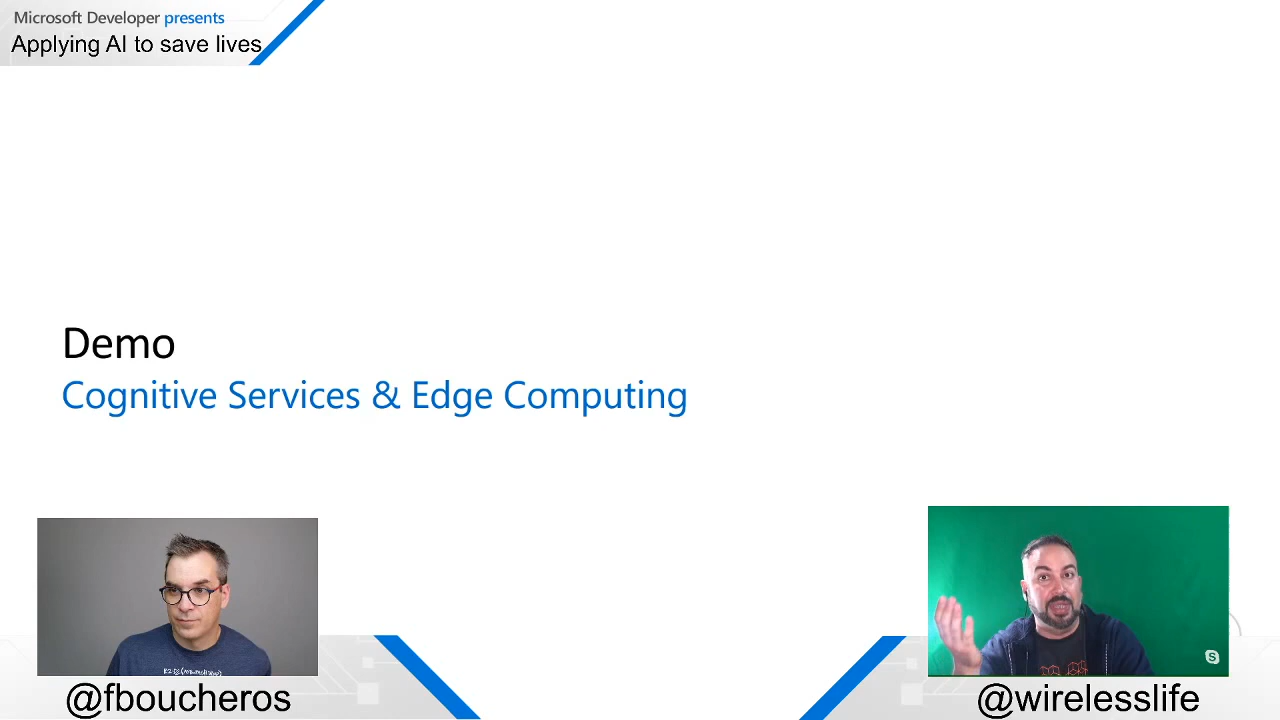 Microsoft Developer presents
Applying AI to save lives
Demo
Cognitive Services & Edge Computing
@fboucheros
@wirelesslife